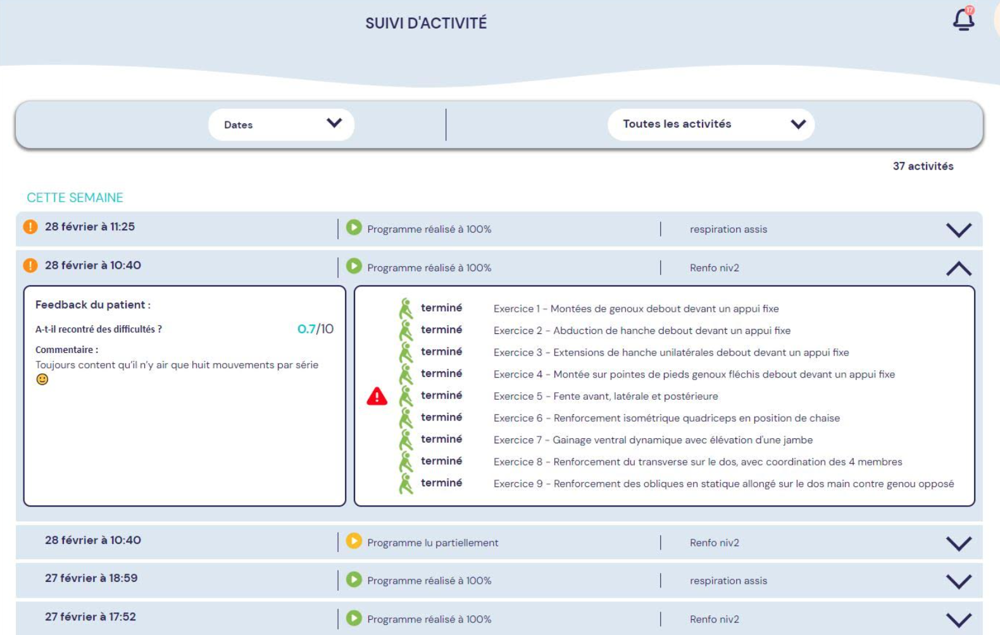 SUIVI D'ACTIVITÉ
17
Dates
Toutes les activités
37 activités
CETTE SEMAINE
28 février à 11:25
Programme réalisé à 100%
respiration assis
28 février à 10:40
Programme réalisé à 100%
Renfo niv2
Feedback du patient :
A-t-il recontré des difficultés ?
0.7/10
Commentaire :
Toujours content qu'il n'y air que huit mouvements par série
🙂
terminé Exercice 1 - Montées de genoux debout devant un appui fixe
terminé Exercice 2 - Abduction de hanche debout devant un appui fixe
terminé Exercice 3 - Extensions de hanche unilatérales debout devant un appui fixe
terminé Exercice 4 - Montée sur pointes de pieds genoux fléchis debout devant un appui fixe
terminé Exercice 5 - Fente avant, latérale et postérieure
terminé Exercice 6 - Renforcement isométrique quadriceps en position de chaise
terminé Exercice 7 - Gainage ventral dynamique avec élévation d'une jambe
terminé Exercice 8 - Renforcement du transverse sur le dos, avec coordination des 4 membres
terminé Exercice 9 - Renforcement des obliques en statique allongé sur le dos main contre genou opposé
28 février à 10:40
Programme lu partiellement
Renfo niv2
27 février à 18:59
Programme réalisé à 100%
respiration assis
27 février à 17:52
Programme réalisé à 100%
Renfo niv2